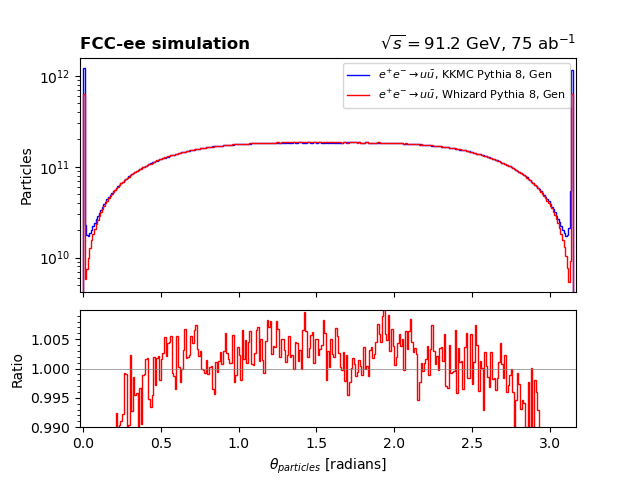 FCC-ee simulation
√s = 91.2 GeV, 75 ab⁻¹
e⁺e⁻ → uū, KKMC Pythia 8, Gen
e⁺e⁻ → uū, Whizard Pythia 8, Gen
Particles
10¹²
10¹¹
10¹⁰
Ratio
1.005
1.000
0.995
0.990
0.0 0.5 1.0 1.5 2.0 2.5 3.0
θparticles [radians]